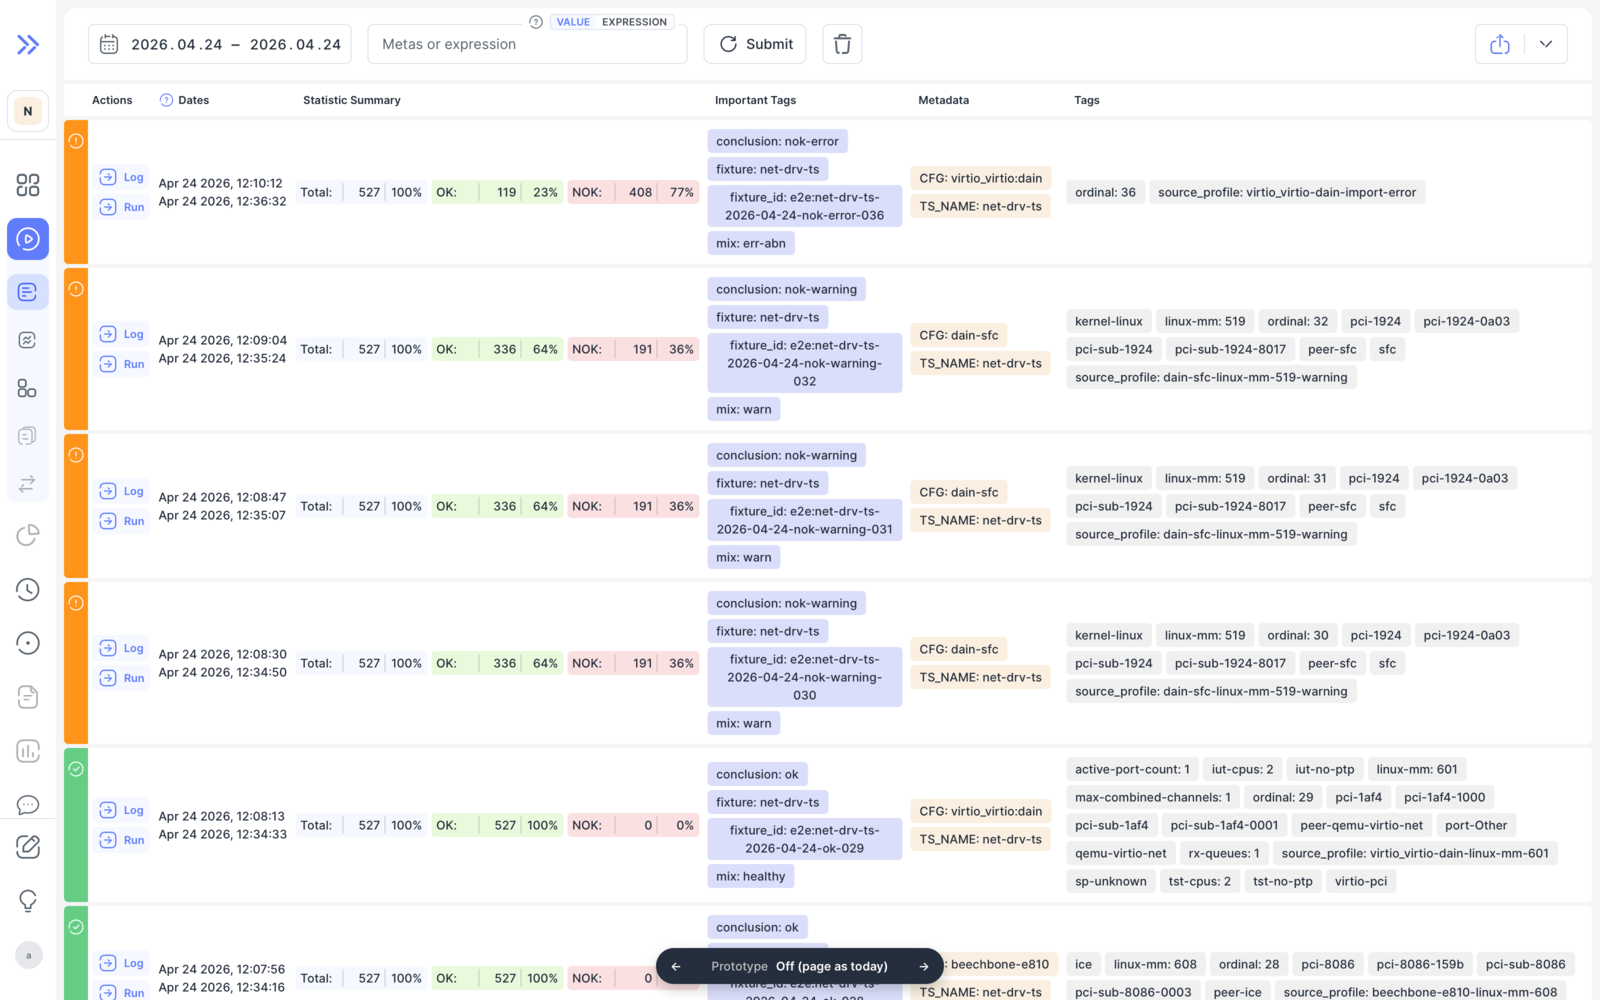 VALUE EXPRESSION
2026.04.24 – 2026.04.24
Metas or expression
Submit
N
Actions Dates Statistic Summary Important Tags Metadata Tags
Log
Run
Apr 24 2026, 12:10:12
Apr 24 2026, 12:36:32
Total: 527 100% OK: 119 23% NOK: 408 77%
conclusion: nok-error
fixture: net-drv-ts
fixture_id: e2e:net-drv-ts-
2026-04-24-nok-error-036
mix: err-abn
CFG: virtio_virtio:dain
TS_NAME: net-drv-ts
ordinal: 36 source_profile: virtio_virtio-dain-import-error
Log
Run
Apr 24 2026, 12:09:04
Apr 24 2026, 12:35:24
Total: 527 100% OK: 336 64% NOK: 191 36%
conclusion: nok-warning
fixture: net-drv-ts
fixture_id: e2e:net-drv-ts-
2026-04-24-nok-warning-
032
mix: warn
CFG: dain-sfc
TS_NAME: net-drv-ts
kernel-linux linux-mm: 519 ordinal: 32 pci-1924 pci-1924-0a03
pci-sub-1924 pci-sub-1924-8017 peer-sfc sfc
source_profile: dain-sfc-linux-mm-519-warning
Log
Run
Apr 24 2026, 12:08:47
Apr 24 2026, 12:35:07
Total: 527 100% OK: 336 64% NOK: 191 36%
conclusion: nok-warning
fixture: net-drv-ts
fixture_id: e2e:net-drv-ts-
2026-04-24-nok-warning-031
mix: warn
CFG: dain-sfc
TS_NAME: net-drv-ts
kernel-linux linux-mm: 519 ordinal: 31 pci-1924 pci-1924-0a03
pci-sub-1924 pci-sub-1924-8017 peer-sfc sfc
source_profile: dain-sfc-linux-mm-519-warning
Log
Run
Apr 24 2026, 12:08:30
Apr 24 2026, 12:34:50
Total: 527 100% OK: 336 64% NOK: 191 36%
conclusion: nok-warning
fixture: net-drv-ts
fixture_id: e2e:net-drv-ts-
2026-04-24-nok-warning-
030
mix: warn
CFG: dain-sfc
TS_NAME: net-drv-ts
kernel-linux linux-mm: 519 ordinal: 30 pci-1924 pci-1924-0a03
pci-sub-1924 pci-sub-1924-8017 peer-sfc sfc
source_profile: dain-sfc-linux-mm-519-warning
Log
Run
Apr 24 2026, 12:08:13
Apr 24 2026, 12:34:33
Total: 527 100% OK: 527 100% NOK: 0 0%
conclusion: ok
fixture: net-drv-ts
fixture_id: e2e:net-drv-ts-
2026-04-24-ok-029
mix: healthy
CFG: virtio_virtio:dain
TS_NAME: net-drv-ts
active-port-count: 1 iut-cpus: 2 iut-no-ptp linux-mm: 601
max-combined-channels: 1 ordinal: 29 pci-1af4 pci-1af4-1000
pci-sub-1af4 pci-sub-1af4-0001 peer-qemu-virtio-net port-Other
qemu-virtio-net rx-queues: 1 source_profile: virtio_virtio-dain-linux-mm-601
sp-unknown tst-cpus: 2 tst-no-ptp virtio-pci
Log
Run
Apr 24 2026, 12:07:56
Apr 24 2026, 12:34:16
Total: 527 100% OK: 527 100% NOK: 0
conclusion: ok
: beechbone-e810
TS_NAME: net-drv-ts
ice linux-mm: 608 ordinal: 28 pci-8086 pci-8086-159b pci-sub-8086
pci-sub-8086-0003 peer-ice source_profile: beechbone-e810-linux-mm-608
Prototype Off (page as today)
a